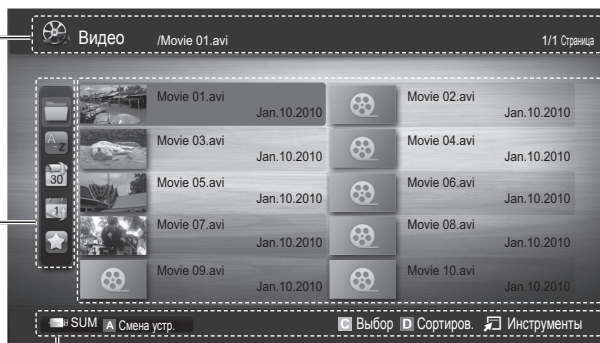 Видео /Movie 01.avi 1/1 Страница
Movie 01.avi Movie 02.avi
Jan.10.2010 Jan.10.2010
A-Z
Movie 03.avi Movie 04.avi
Jan.10.2010 Jan.10.2010
30
Movie 05.avi Movie 06.avi
Jan.10.2010 Jan.10.2010
1
Movie 07.avi Movie 08.avi
Jan.10.2010 Jan.10.2010
Movie 09.avi Movie 10.avi
Jan.10.2010 Jan.10.2010
SUM A Смена устр. C Выбор D Сортиров. Инструменты